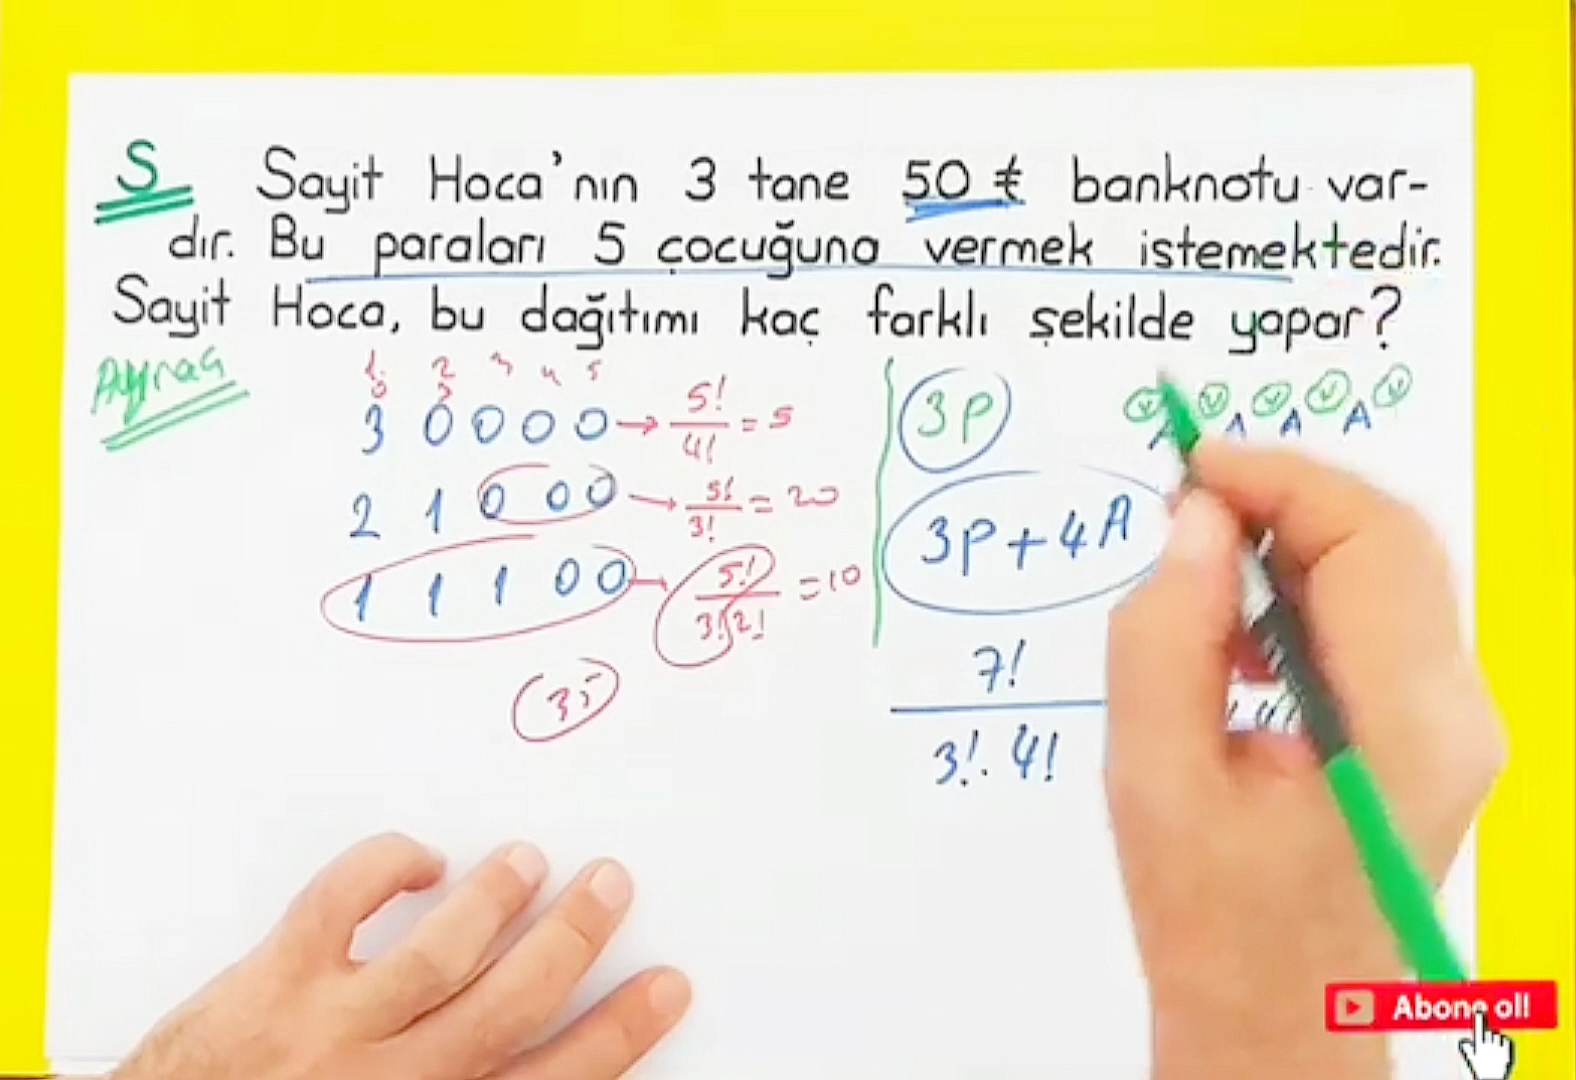 S Sayit Hoca'nın 3 tane 50 ₺ banknotu var-
dır. Bu paraları 5 çocuğuna vermek istemektedir.
Sayit Hoca, bu dağıtımı kaç farklı şekilde yapar?
1. 2 3 4 5
0 3
3 0 0 0 0 → 5!/4! = 5
2 1 0 0 0 → 5!/3! = 20
1 1 1 0 0 → 5!/3!2! = 10
35
3P
A A A A
3P+4A
7!
3!. 4!
Abone ol!